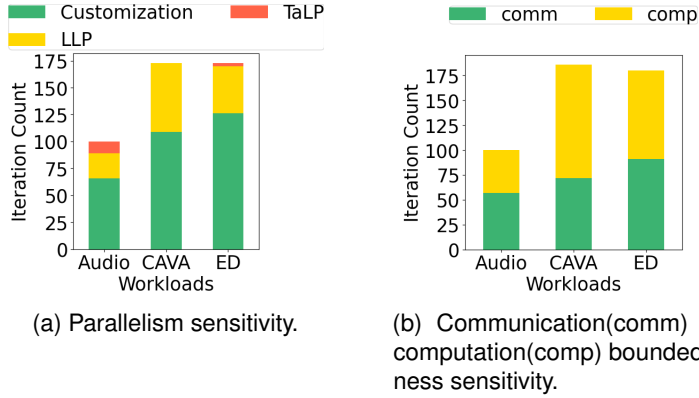 Customization TaLP
LLP
175
150
125
100
75
50
25
0
Iteration Count
Audio CAVA ED
Workloads
(a) Parallelism sensitivity.
comm comp
175
150
125
100
75
50
25
0
Iteration Count
Audio CAVA ED
Workloads
(b) Communication(comm)
computation(comp) bounded
ness sensitivity.